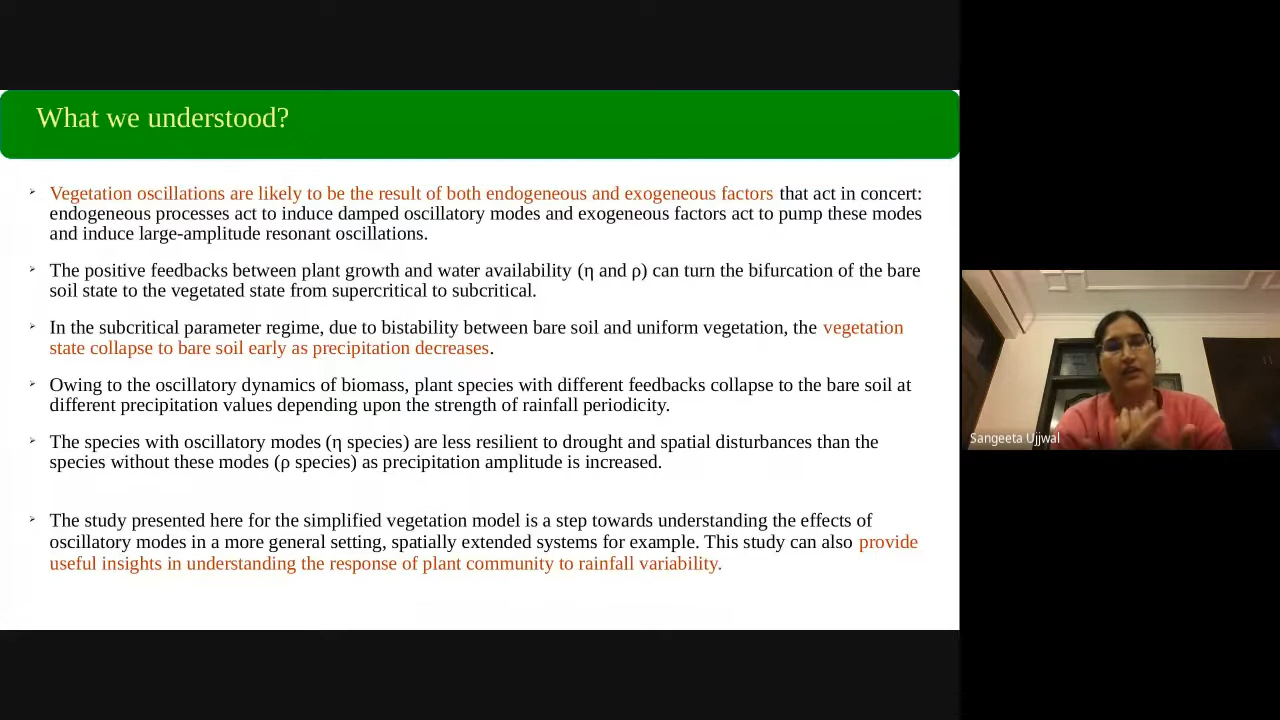 What we understood?
Vegetation oscillations are likely to be the result of both endogeneous and exogeneous factors that act in concert:
endogeneous processes act to induce damped oscillatory modes and exogeneous factors act to pump these modes
and induce large-amplitude resonant oscillations.
The positive feedbacks between plant growth and water availability (η and ρ) can turn the bifurcation of the bare
soil state to the vegetated state from supercritical to subcritical.
In the subcritical parameter regime, due to bistability between bare soil and uniform vegetation, the vegetation
state collapse to bare soil early as precipitation decreases.
Owing to the oscillatory dynamics of biomass, plant species with different feedbacks collapse to the bare soil at
different precipitation values depending upon the strength of rainfall periodicity.
The species with oscillatory modes (η species) are less resilient to drought and spatial disturbances than the
species without these modes (ρ species) as precipitation amplitude is increased.
The study presented here for the simplified vegetation model is a step towards understanding the effects of
oscillatory modes in a more general setting, spatially extended systems for example. This study can also provide
useful insights in understanding the response of plant community to rainfall variability.
Sangeeta Ujjwal